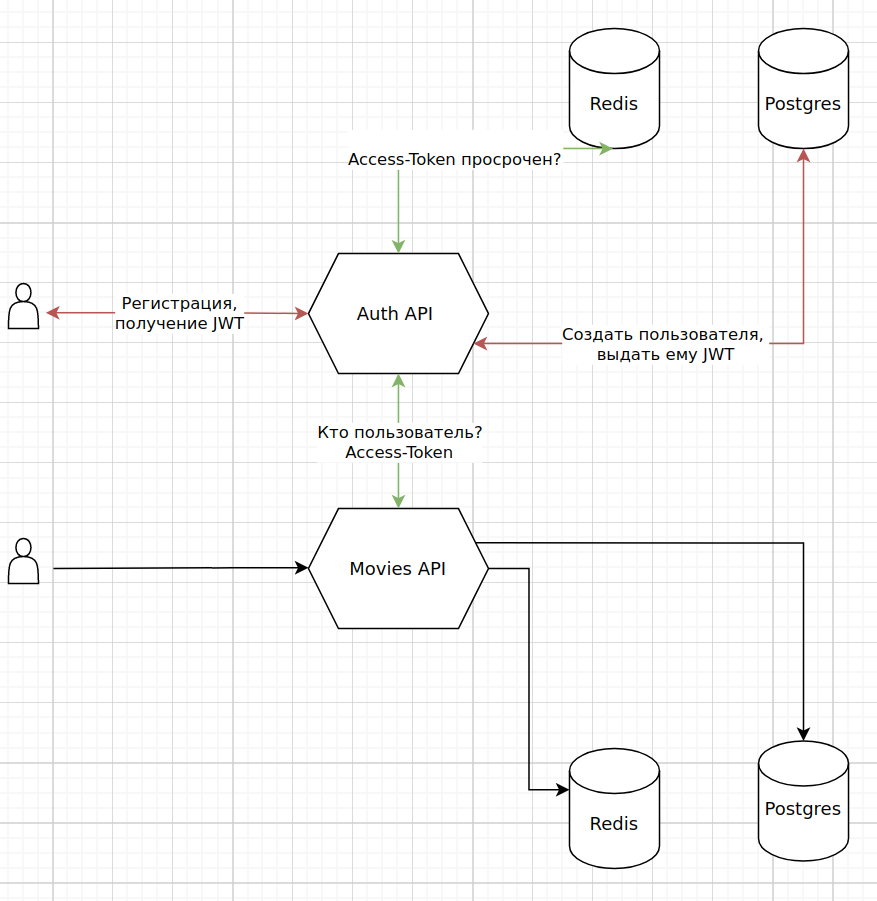 Redis
Postgres
Access-Token просрочен?
Регистрация,
получение JWT
Auth API
Создать пользователя,
выдать ему JWT
Кто пользователь?
Access-Token
Movies API
Redis
Postgres